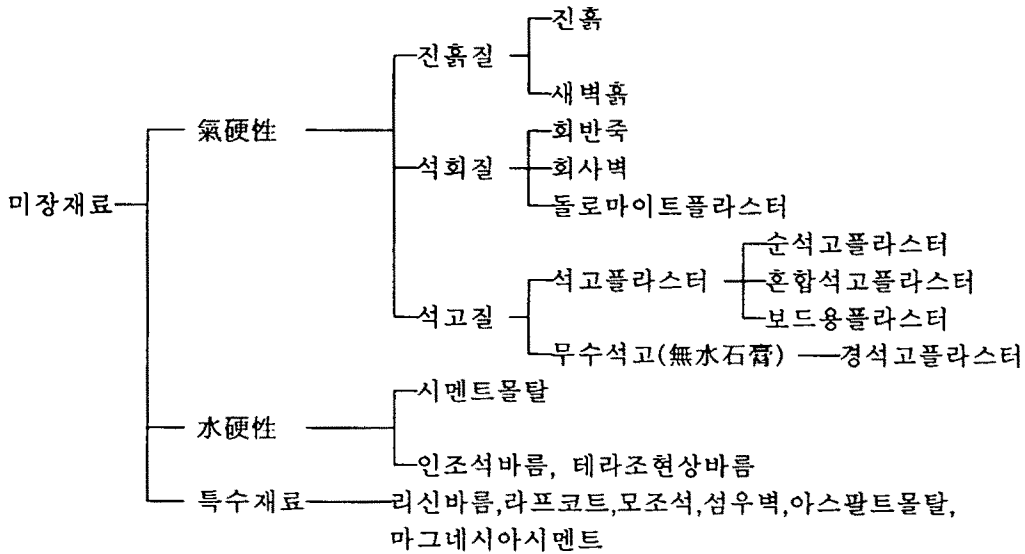 진흙
진흙질
새벽흙
氣硬性
회반죽
석회질
회사벽
미장재료
돌로마이트플라스터
순석고플라스터
석고플라스터
혼합석고플라스터
석고질
보드용플라스터
무수석고(無水石膏)
경석고플라스터
시멘트몰탈
水硬性
인조석바름, 테라조현상바름
특수재료
리신바름,라프코트,모조석,섬우벽,아스팔트몰탈,
마그네시아시멘트